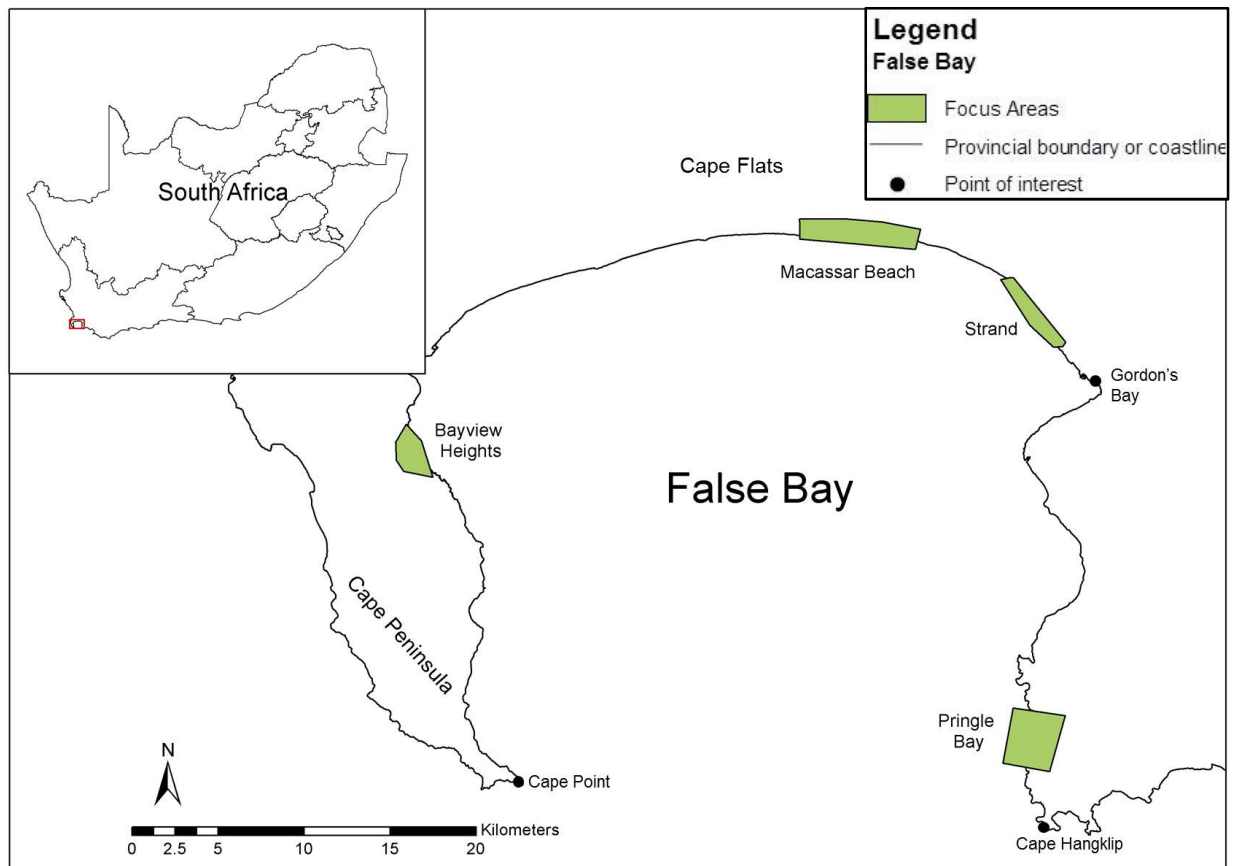 South Africa
Legend
False Bay
Focus Areas
Provincial boundary or coastline
Point of interest
Cape Flats
Macassar Beach
Strand
Gordon's
Bay
Bayview
Heights
False Bay
Cape Peninsula
Pringle
Bay
N
Cape Point
Cape Hangklip
Kilometers
0 2.5 5 10 15 20